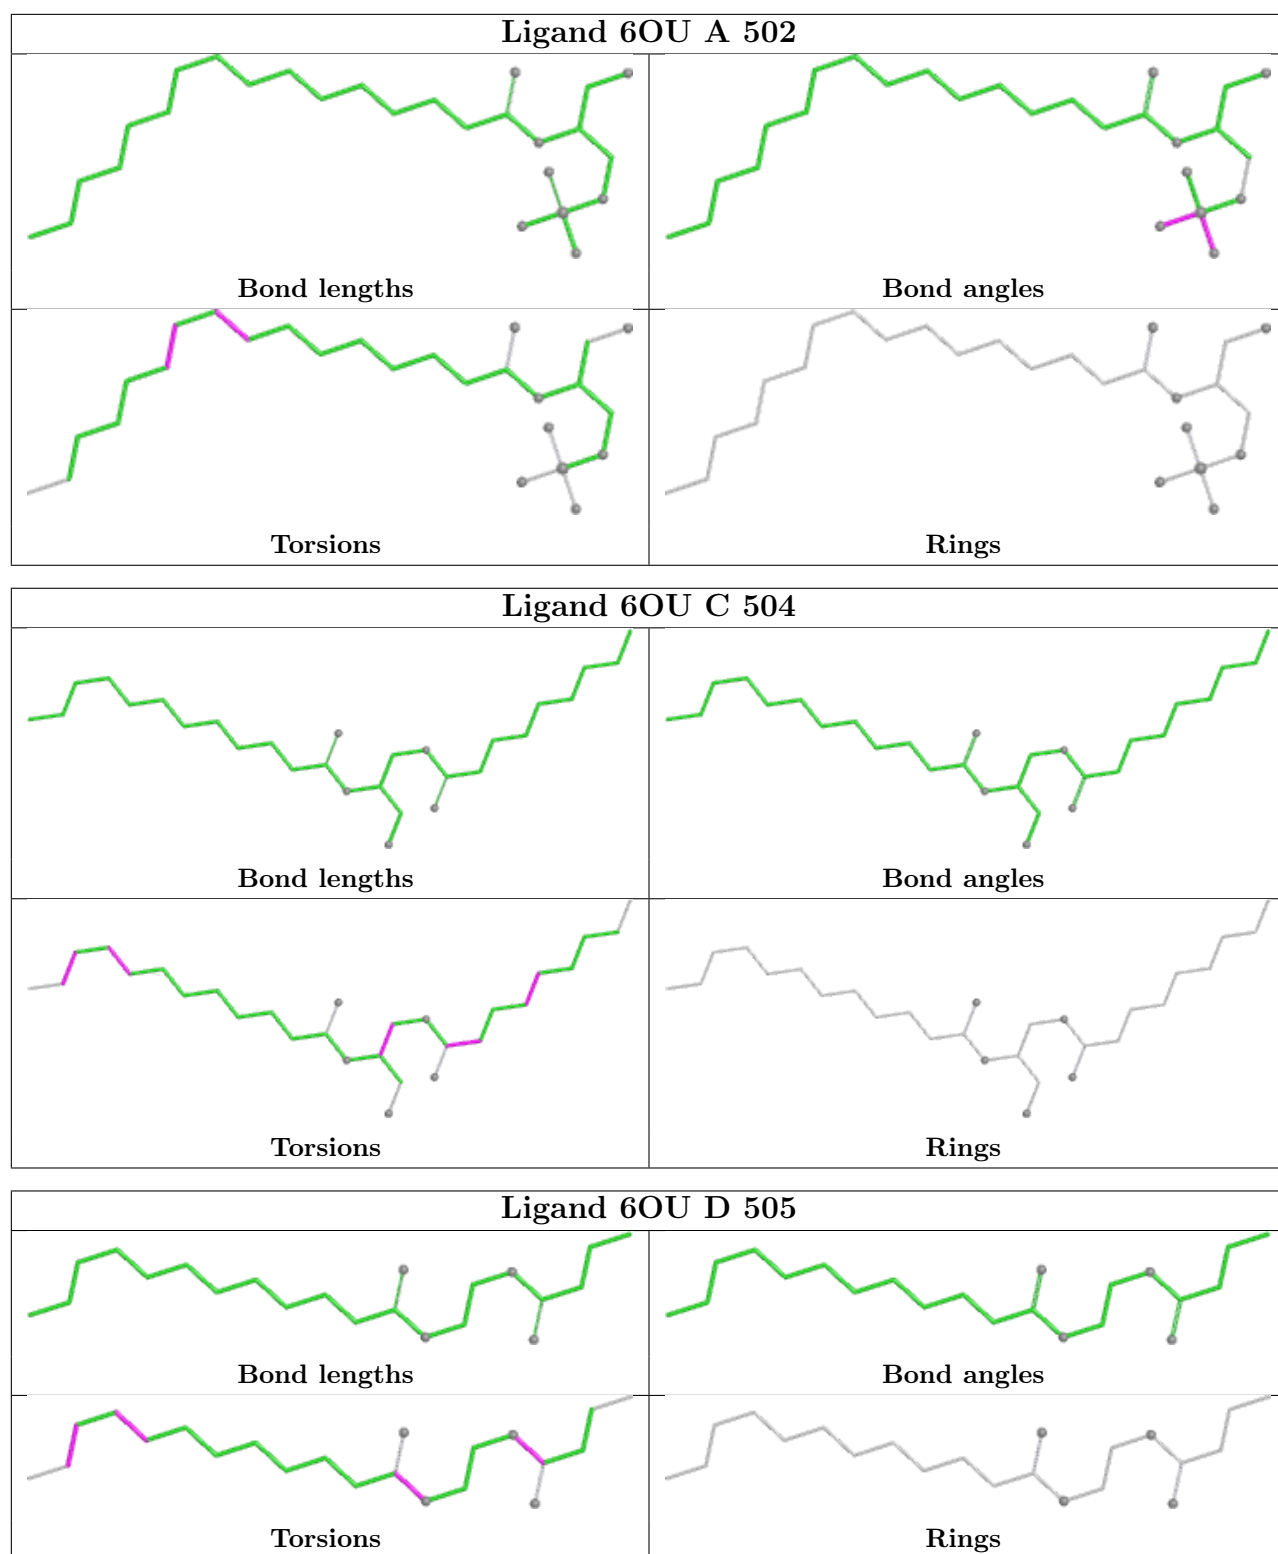 Ligand 6OU A 502
Bond lengths
Bond angles
Torsions
Rings
Ligand 6OU C 504
Bond lengths
Bond angles
Torsions
Rings
Ligand 6OU D 505
Bond lengths
Bond angles
Torsions
Rings